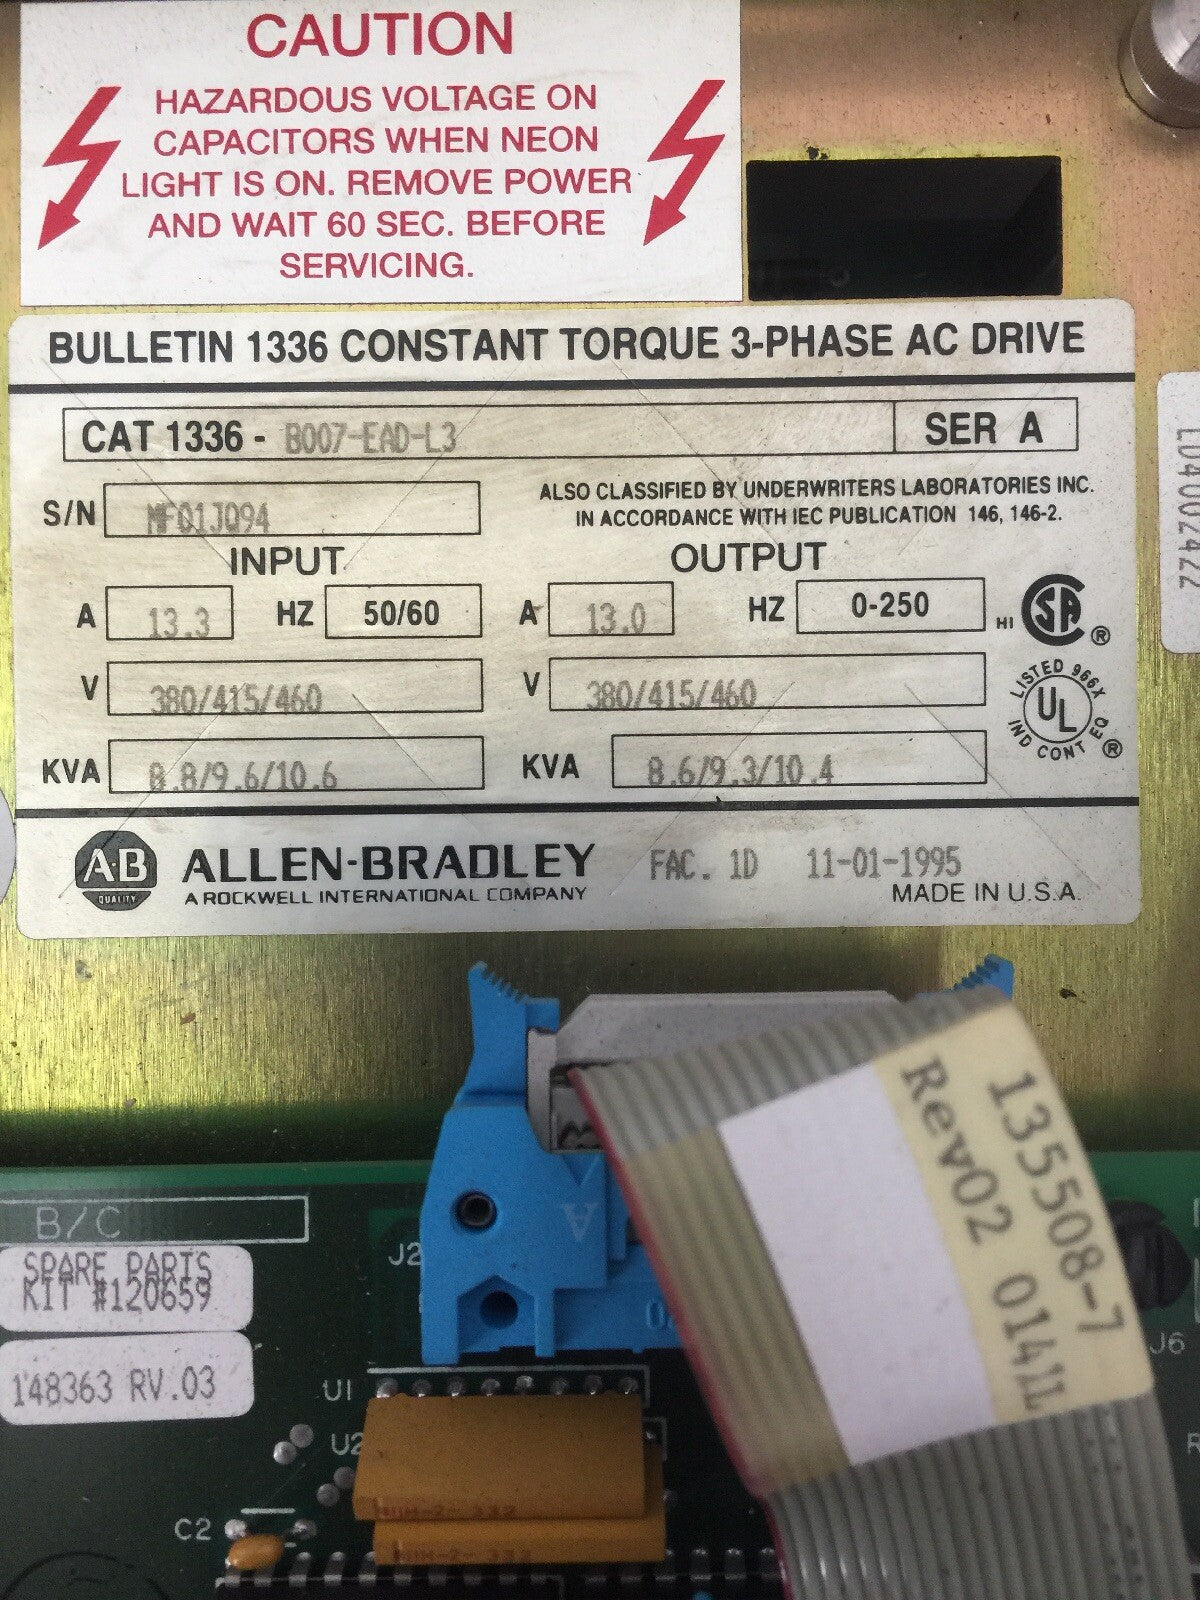 CAUTION
HAZARDOUS VOLTAGE ON
CAPACITORS WHEN NEON
LIGHT IS ON. REMOVE POWER
AND WAIT 60 SEC. BEFORE
SERVICING.
BULLETIN 1336 CONSTANT TORQUE 3-PHASE AC DRIVE
CAT 1336 - B007-EAD-L3 SER A
S/N MF01JQ94
ALSO CLASSIFIED BY UNDERWRITERS LABORATORIES INC.
IN ACCORDANCE WITH IEC PUBLICATION 146, 146-2.
INPUT OUTPUT
A 13.3 HZ 50/60 A 13.0 HZ 0-250
V 380/415/460 V 380/415/460
KVA 8.8/9.6/10.6 KVA 8.6/9.3/10.4
HI SA ®
LISTED 966X
UL
IND CONT EQ ®
A·B
QUALITY
ALLEN-BRADLEY
A ROCKWELL INTERNATIONAL COMPANY
FAC. 1D 11-01-1995
MADE IN U.S.A.
LD4002422
135508-7
Rev02
B/C
SPARE PARTS
KIT #120659
148363 RV.03
J2
A
J6
U1
U2
C2